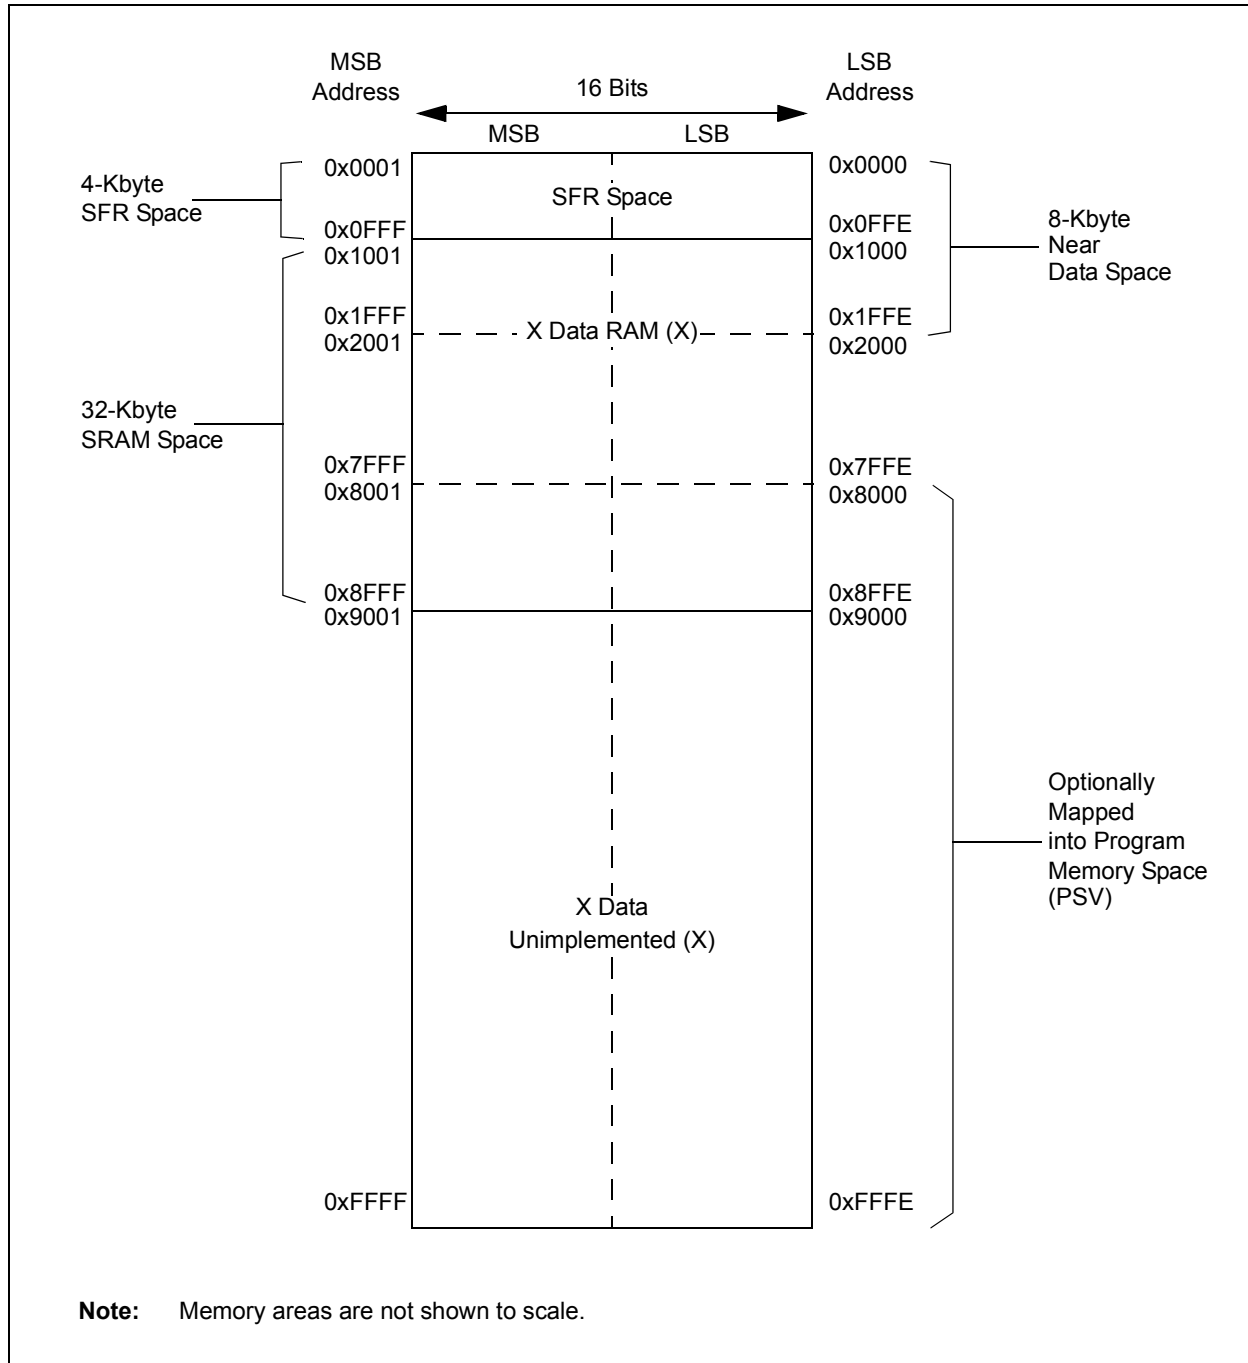 MSB
Address
16 Bits
LSB
Address
MSB
LSB
0x0001
0x0000
4-Kbyte
SFR Space
SFR Space
0x0FFF
0x0FFE
0x1001
0x1000
8-Kbyte
Near
Data Space
0x1FFF
0x1FFE
X Data RAM (X)
0x2001
0x2000
32-Kbyte
SRAM Space
0x7FFF
0x7FFE
0x8001
0x8000
0x8FFF
0x8FFE
0x9001
0x9000
Optionally
Mapped
into Program
Memory Space
(PSV)
X Data
Unimplemented (X)
0xFFFF
0xFFFE
Note: Memory areas are not shown to scale.